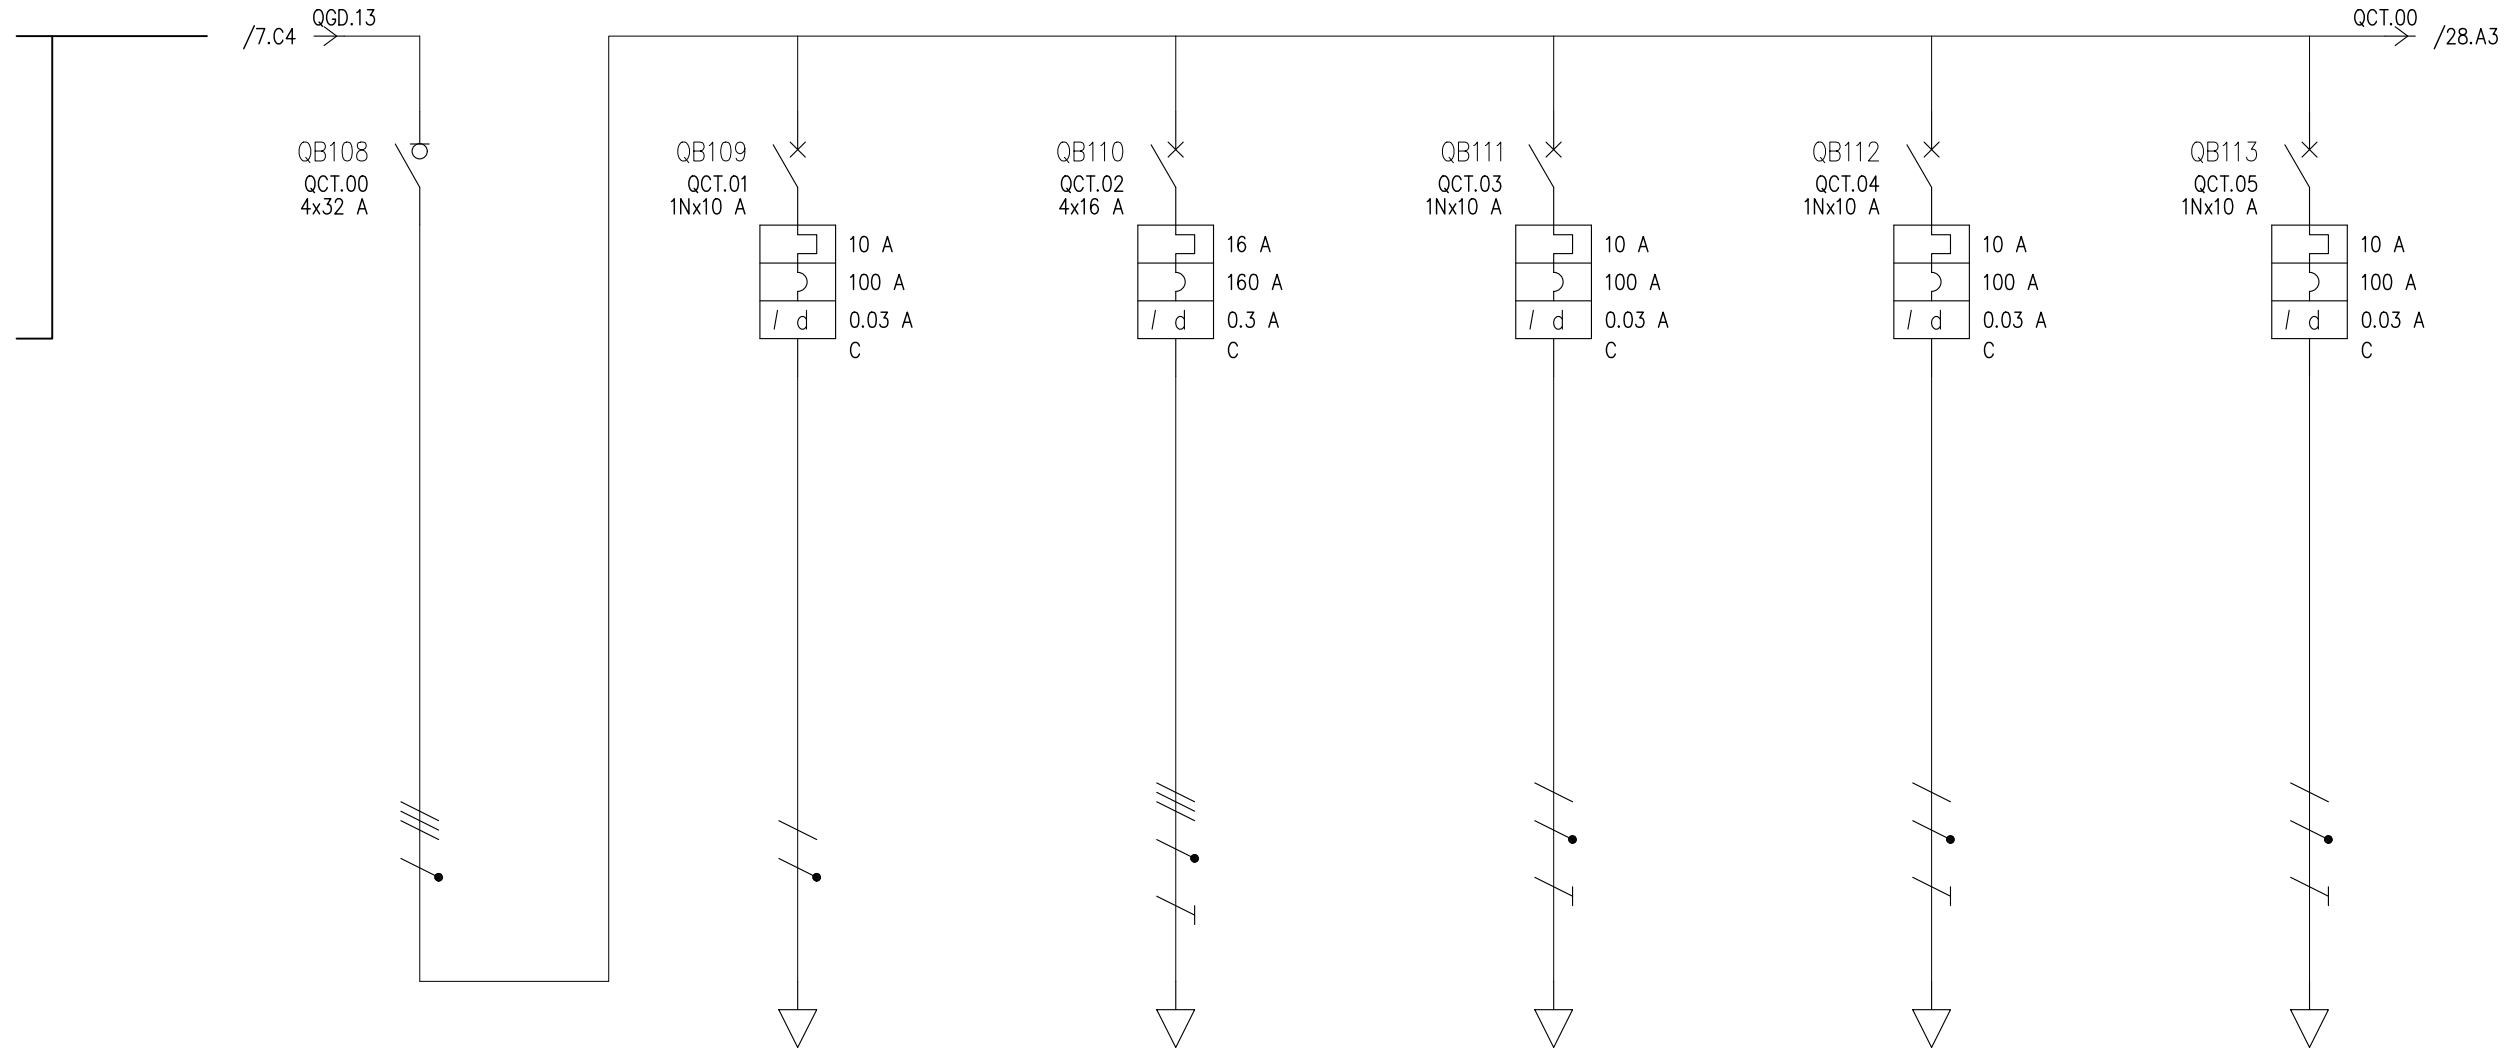 QGD.13
/7.C4
QCT.00
/28.A3
QB108
QCT.00
4x32 A
QB109
QCT.01
1Nx10 A
10 A
100 A
0.03 A
I d
C
QB110
QCT.02
4x16 A
16 A
160 A
0.3 A
I d
C
QB111
QCT.03
1Nx10 A
10 A
100 A
0.03 A
I d
C
QB112
QCT.04
1Nx10 A
10 A
100 A
0.03 A
I d
C
QB113
QCT.05
1Nx10 A
10 A
100 A
0.03 A
I d
C